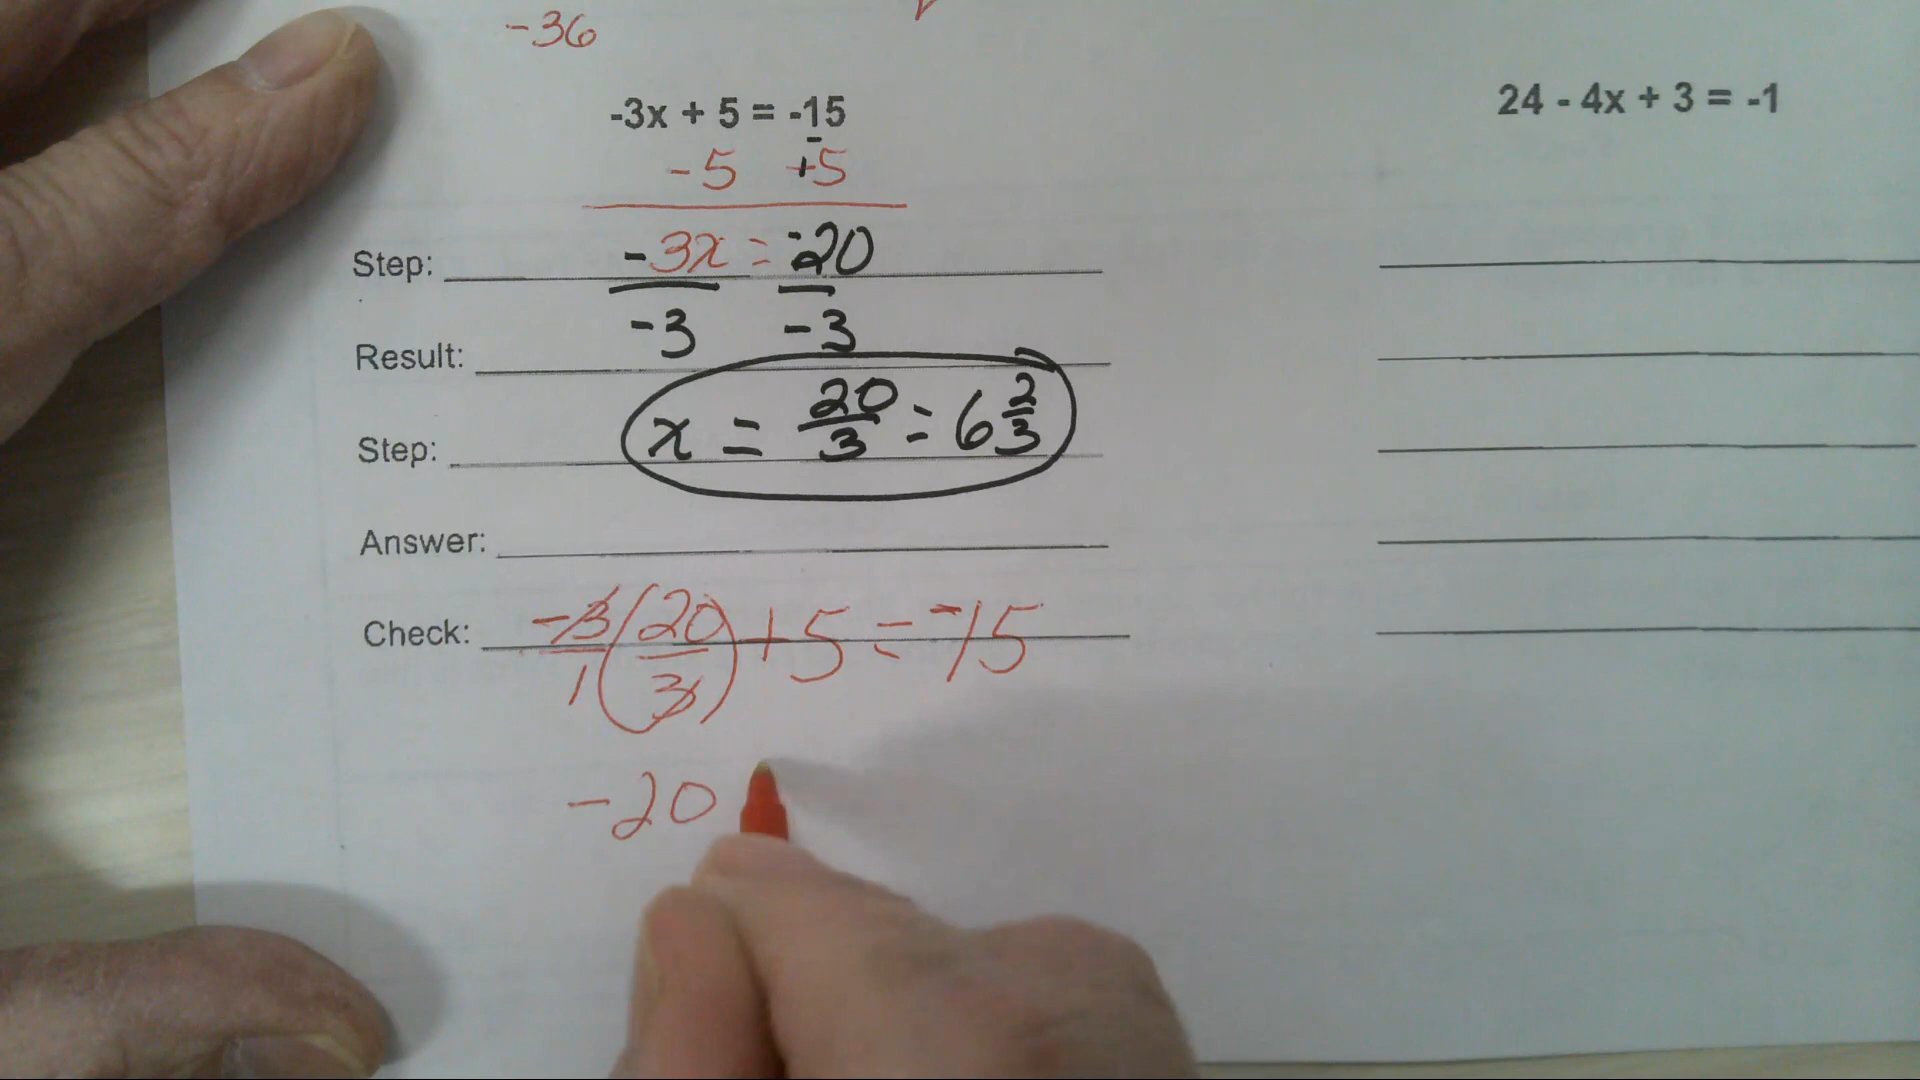 -36
-3x + 5 = -15
-5 +5
Step: -3x = -20
-3 -3
Result:
Step: x = 20/3 = 6 2/3
Answer:
Check: -3/1 (20/3) + 5 = -15
-20
24 - 4x + 3 = -1